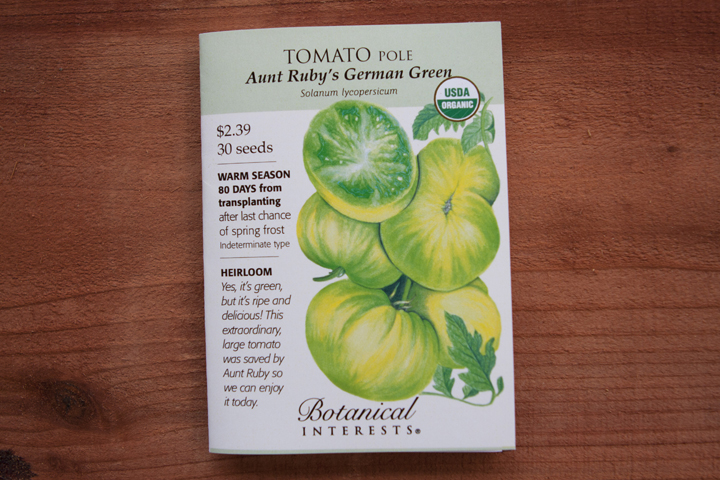 TOMATO POLE
Aunt Ruby's German Green
Solanum lycopersicum
USDA
ORGANIC
$2.39
30 seeds
WARM SEASON
80 DAYS from
transplanting
after last chance
of spring frost
Indeterminate type
HEIRLOOM
Yes, it's green,
but it's ripe and
delicious! This
extraordinary,
large tomato
was saved by
Aunt Ruby so
we can enjoy
it today.
Botanical
INTERESTS®